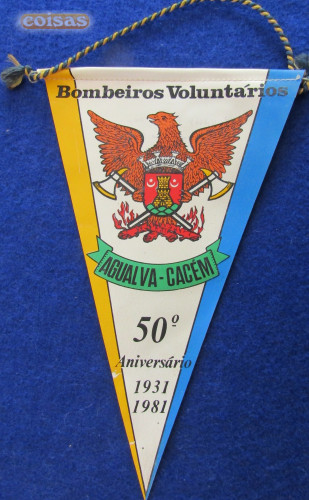 coisas
Bombeiros Voluntários
AGUALVA - CACÉM
50º
Aniversário
1931
1981